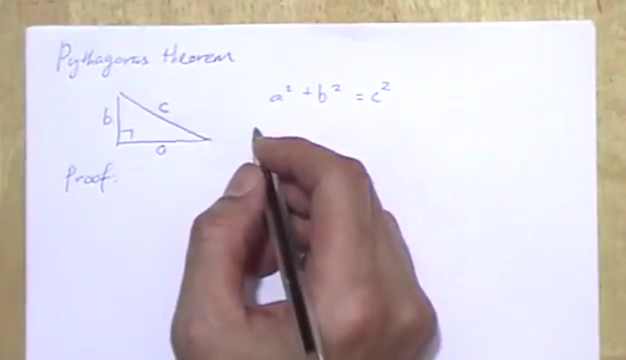 Pythagoras theorem
a² + b² = c²
c
b
a
Proof: